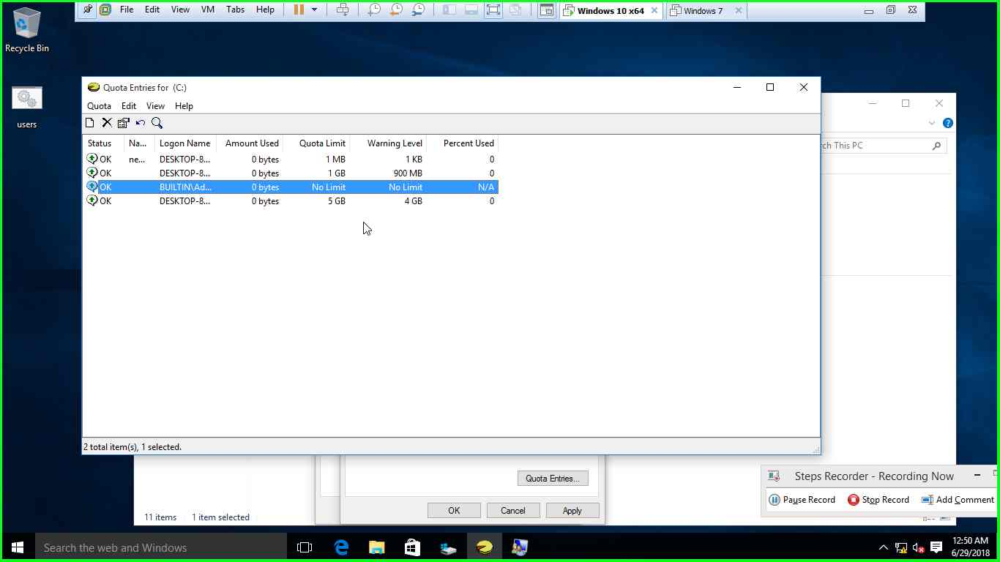 File Edit View VM Tabs Help Windows 10 x64 Windows 7
Recycle Bin
users
Quota Entries for (C:)
Quota Edit View Help
Status Na... Logon Name Amount Used Quota Limit Warning Level Percent Used
OK ne... DESKTOP-8... 0 bytes 1 MB 1 KB 0
OK DESKTOP-8... 0 bytes 1 GB 900 MB 0
OK BUILTIN\Ad... 0 bytes No Limit No Limit N/A
OK DESKTOP-8... 0 bytes 5 GB 4 GB 0
2 total item(s), 1 selected.
ch This PC
Quota Entries...
OK Cancel Apply
11 items 1 item selected
Steps Recorder - Recording Now
Pause Record Stop Record Add Comment
Search the web and Windows
12:50 AM
6/29/2018